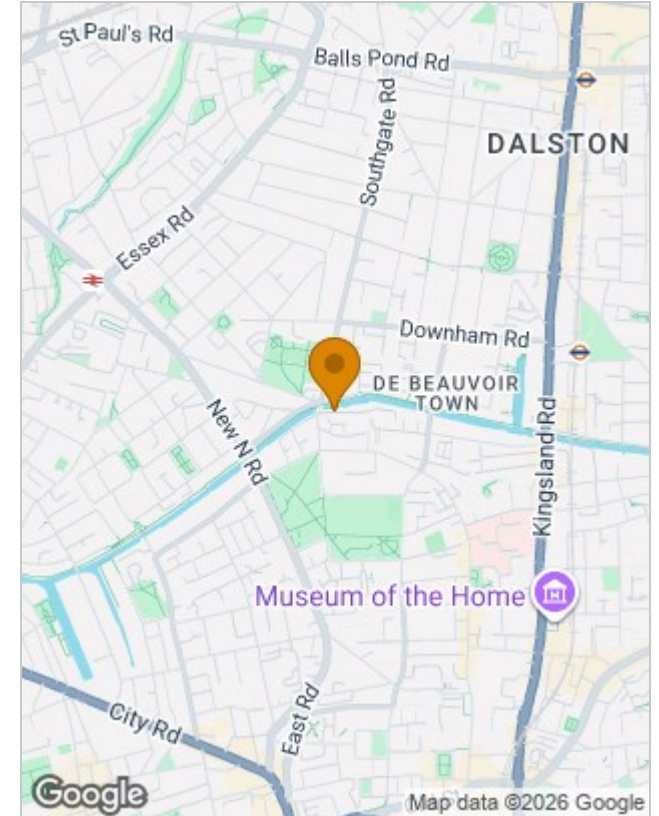 St Paul's Rd
Balls Pond Rd
Southgate Rd
DALSTON
Essex Rd
Downham Rd
DE BEAUVOIR
TOWN
New N Rd
Kingsland Rd
Museum of the Home
City Rd
East Rd
Google
Map data ©2026 Google